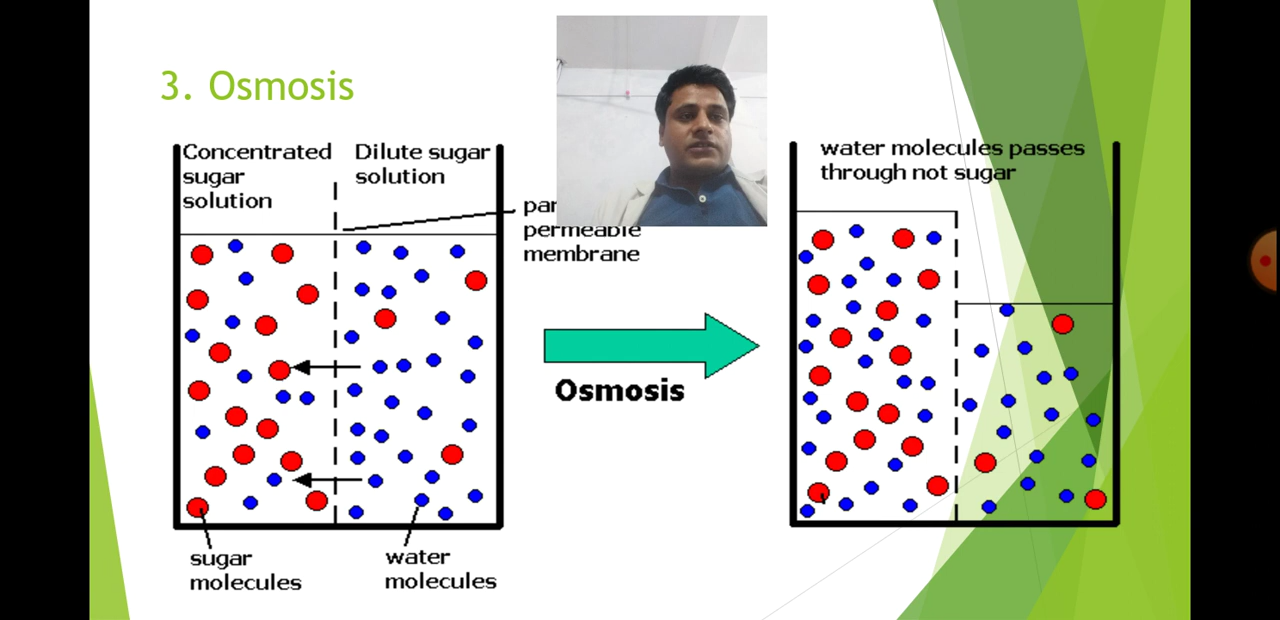 3. Osmosis
Concentrated
sugar
solution
Dilute sugar
solution
permeable
membrane
sugar
molecules
water
molecules
Osmosis
water molecules passes
through not sugar